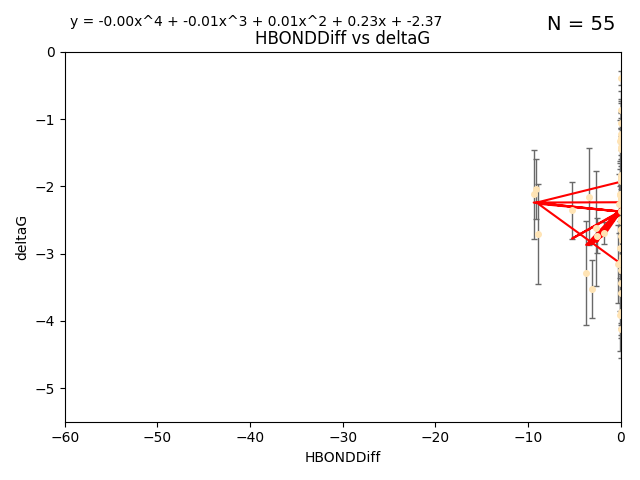 y = -0.00x^4 + -0.01x^3 + 0.01x^2 + 0.23x + -2.37
N = 55
HBONDDiff vs deltaG
0
−1
−2
−3
−4
−5
deltaG
−60 −50 −40 −30 −20 −10 0
HBONDDiff